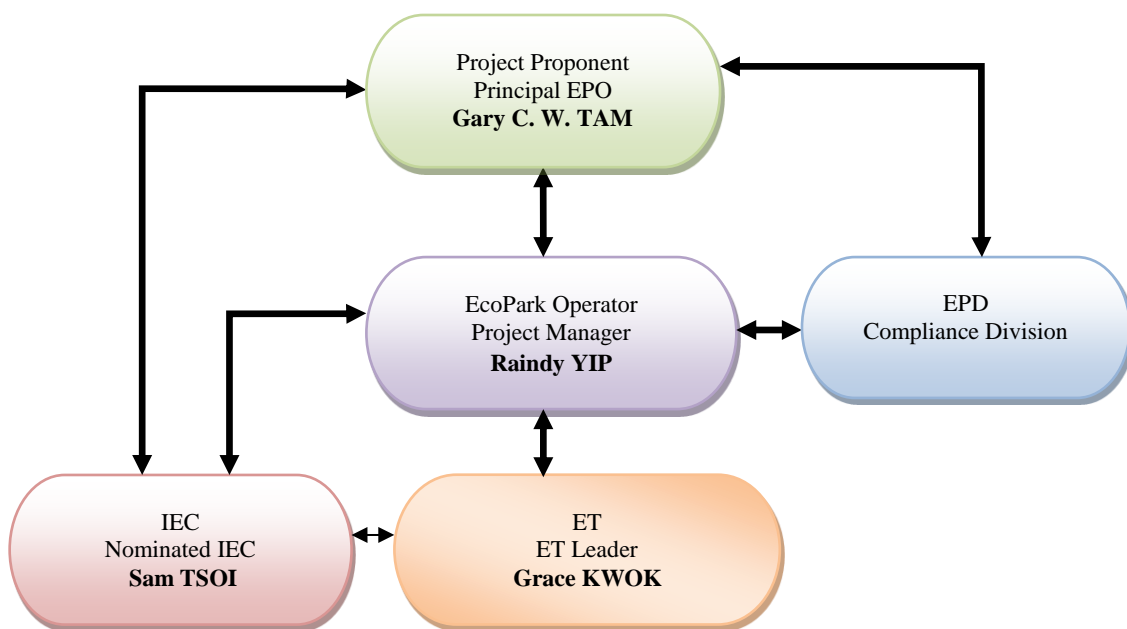 Project Proponent
Principal EPO
Gary C. W. TAM
EcoPark Operator
Project Manager
Raindy YIP
EPD
Compliance Division
IEC
Nominated IEC
Sam TSOI
ET
ET Leader
Grace KWOK